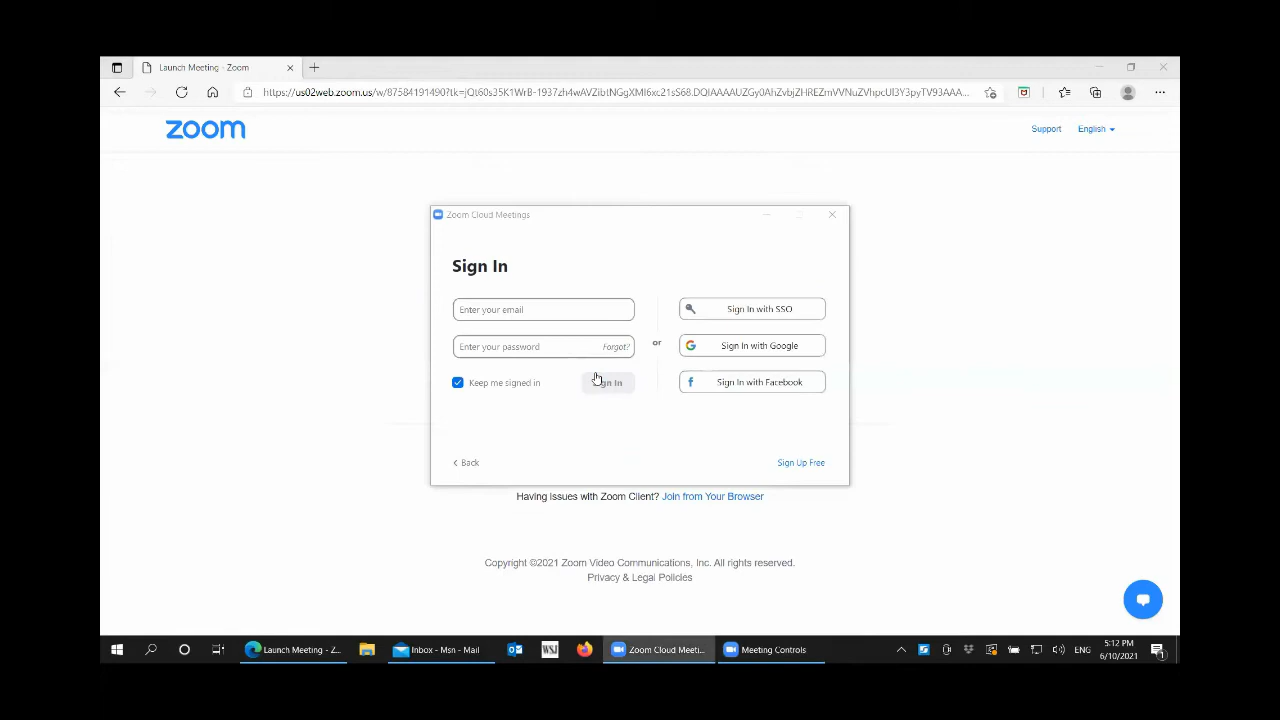 Launch Meeting - Zoom
zoom
Support
English
Zoom Cloud Meetings
Sign In
Enter your email
Enter your password
Forgot?
Keep me signed in
In
or
Sign In with SSO
Sign In with Google
Sign In with Facebook
Back
Sign Up Free
Having issues with Zoom Client? Join from Your Browser
Copyright ©2021 Zoom Video Communications, Inc. All rights reserved.
Privacy & Legal Policies
Launch Meeting - Z...
Inbox - Msn - Mail
WSJ
Zoom Cloud Meeti...
Meeting Controls
ENG
5:12 PM
6/10/2021
1